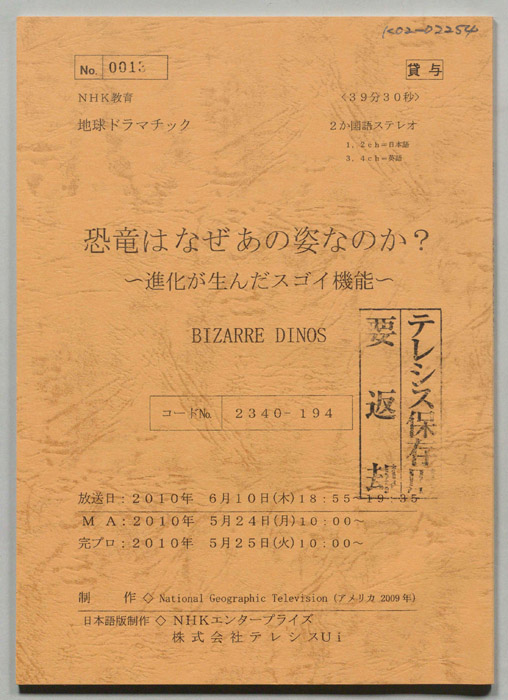 K02-02254
No. 0013
貸与
NHK教育
〈39分30秒〉
地球ドラマチック
2か国語ステレオ
1,2ch=日本語
3,4ch=英語
恐竜はなぜあの姿なのか?
~進化が生んだスゴイ機能~
BIZARRE DINOS
テレシス保存用
要返却
コードNo. 2340-194
放送日:2010年 6月10日(木)18:55~19:35
MA:2010年 5月24日(月)10:00~
完プロ:2010年 5月25日(火)10:00~
制 作◇National Geographic Television (アメリカ 2009年)
日本語版制作◇NHKエンタープライズ
株式会社テレシスUi